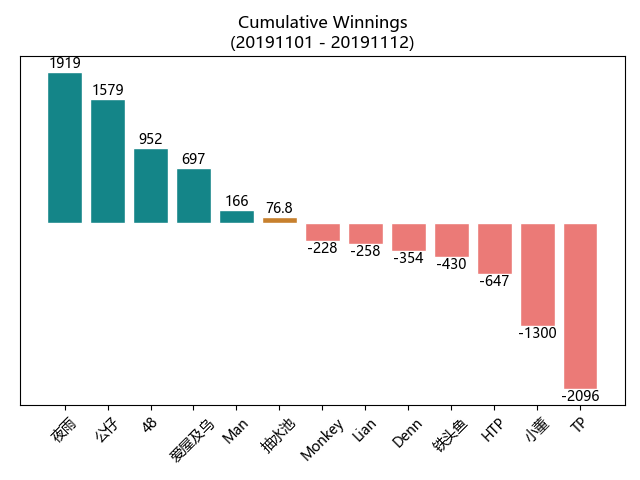 Cumulative Winnings
(20191101 - 20191112)
1919
1579
952
697
166
76.8
-228
-258
-354
-430
-647
-1300
-2096
夜雨
公仔
48
爱屋及乌
Man
抽水池
Monkey
Lian
Denn
铁头鱼
HTP
小董
TP